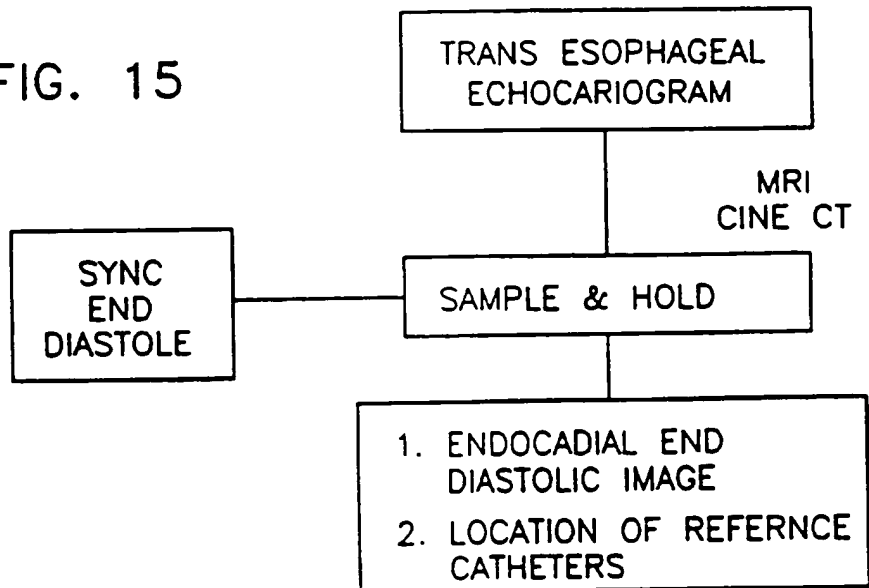 FIG. 15
TRANS ESOPHAGEAL
ECHOCARIOGRAM
MRI
CINE CT
SYNC
END
DIASTOLE
SAMPLE & HOLD
1. ENDOCADIAL END
DIASTOLIC IMAGE
2. LOCATION OF REFERNCE
CATHETERS